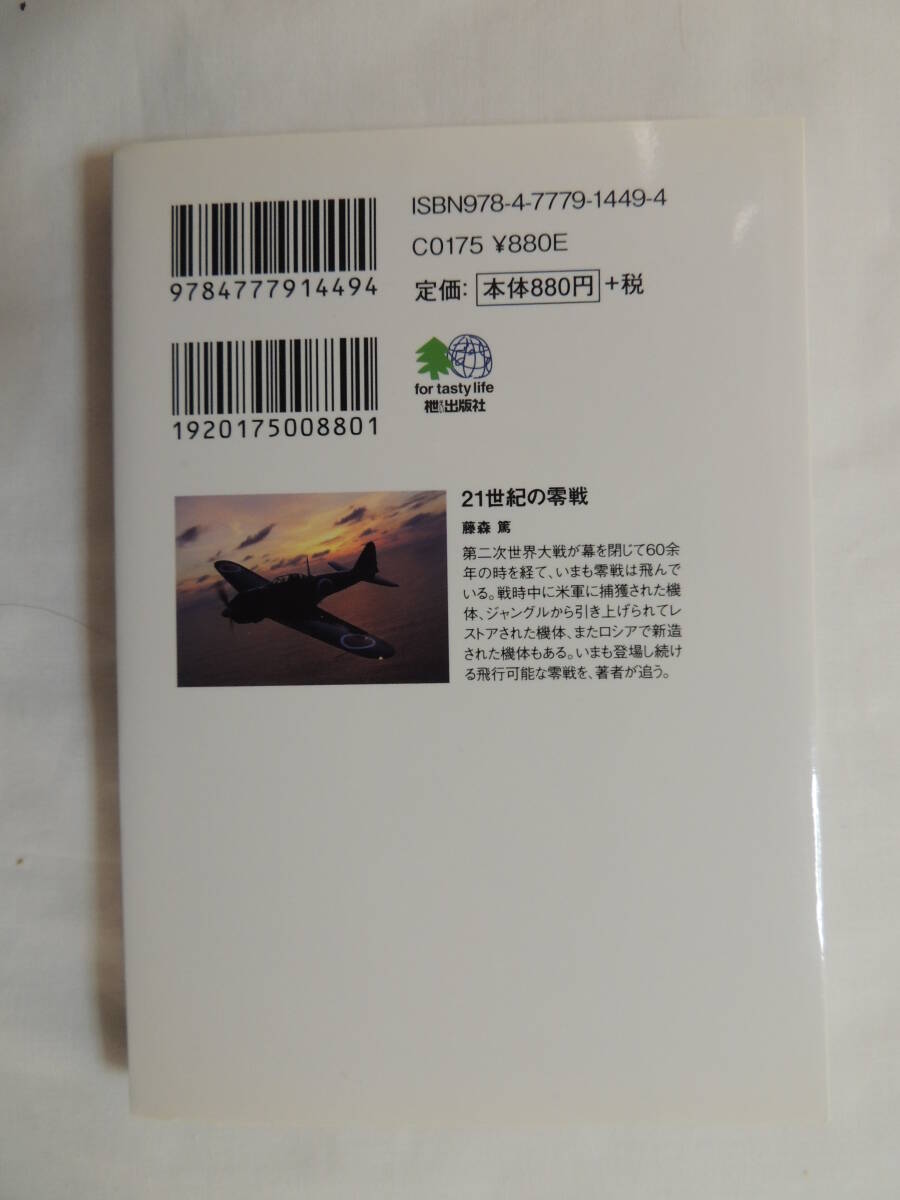 ISBN978-4-7779-1449-4
C0175 ¥880E
定価: 本体880円 +税
9784777914494
1920175008801
for tasty life
枻えい出版社
21世紀の零戦
藤森 篤
第二次世界大戦が幕を閉じて60余
年の時を経て、いまも零戦は飛んで
いる。戦時中に米軍に捕獲された機
体、ジャングルから引き上げられてレ
ストアされた機体、またロシアで新造
された機体もある。いまも登場し続け
る飛行可能な零戦を、著者が追う。